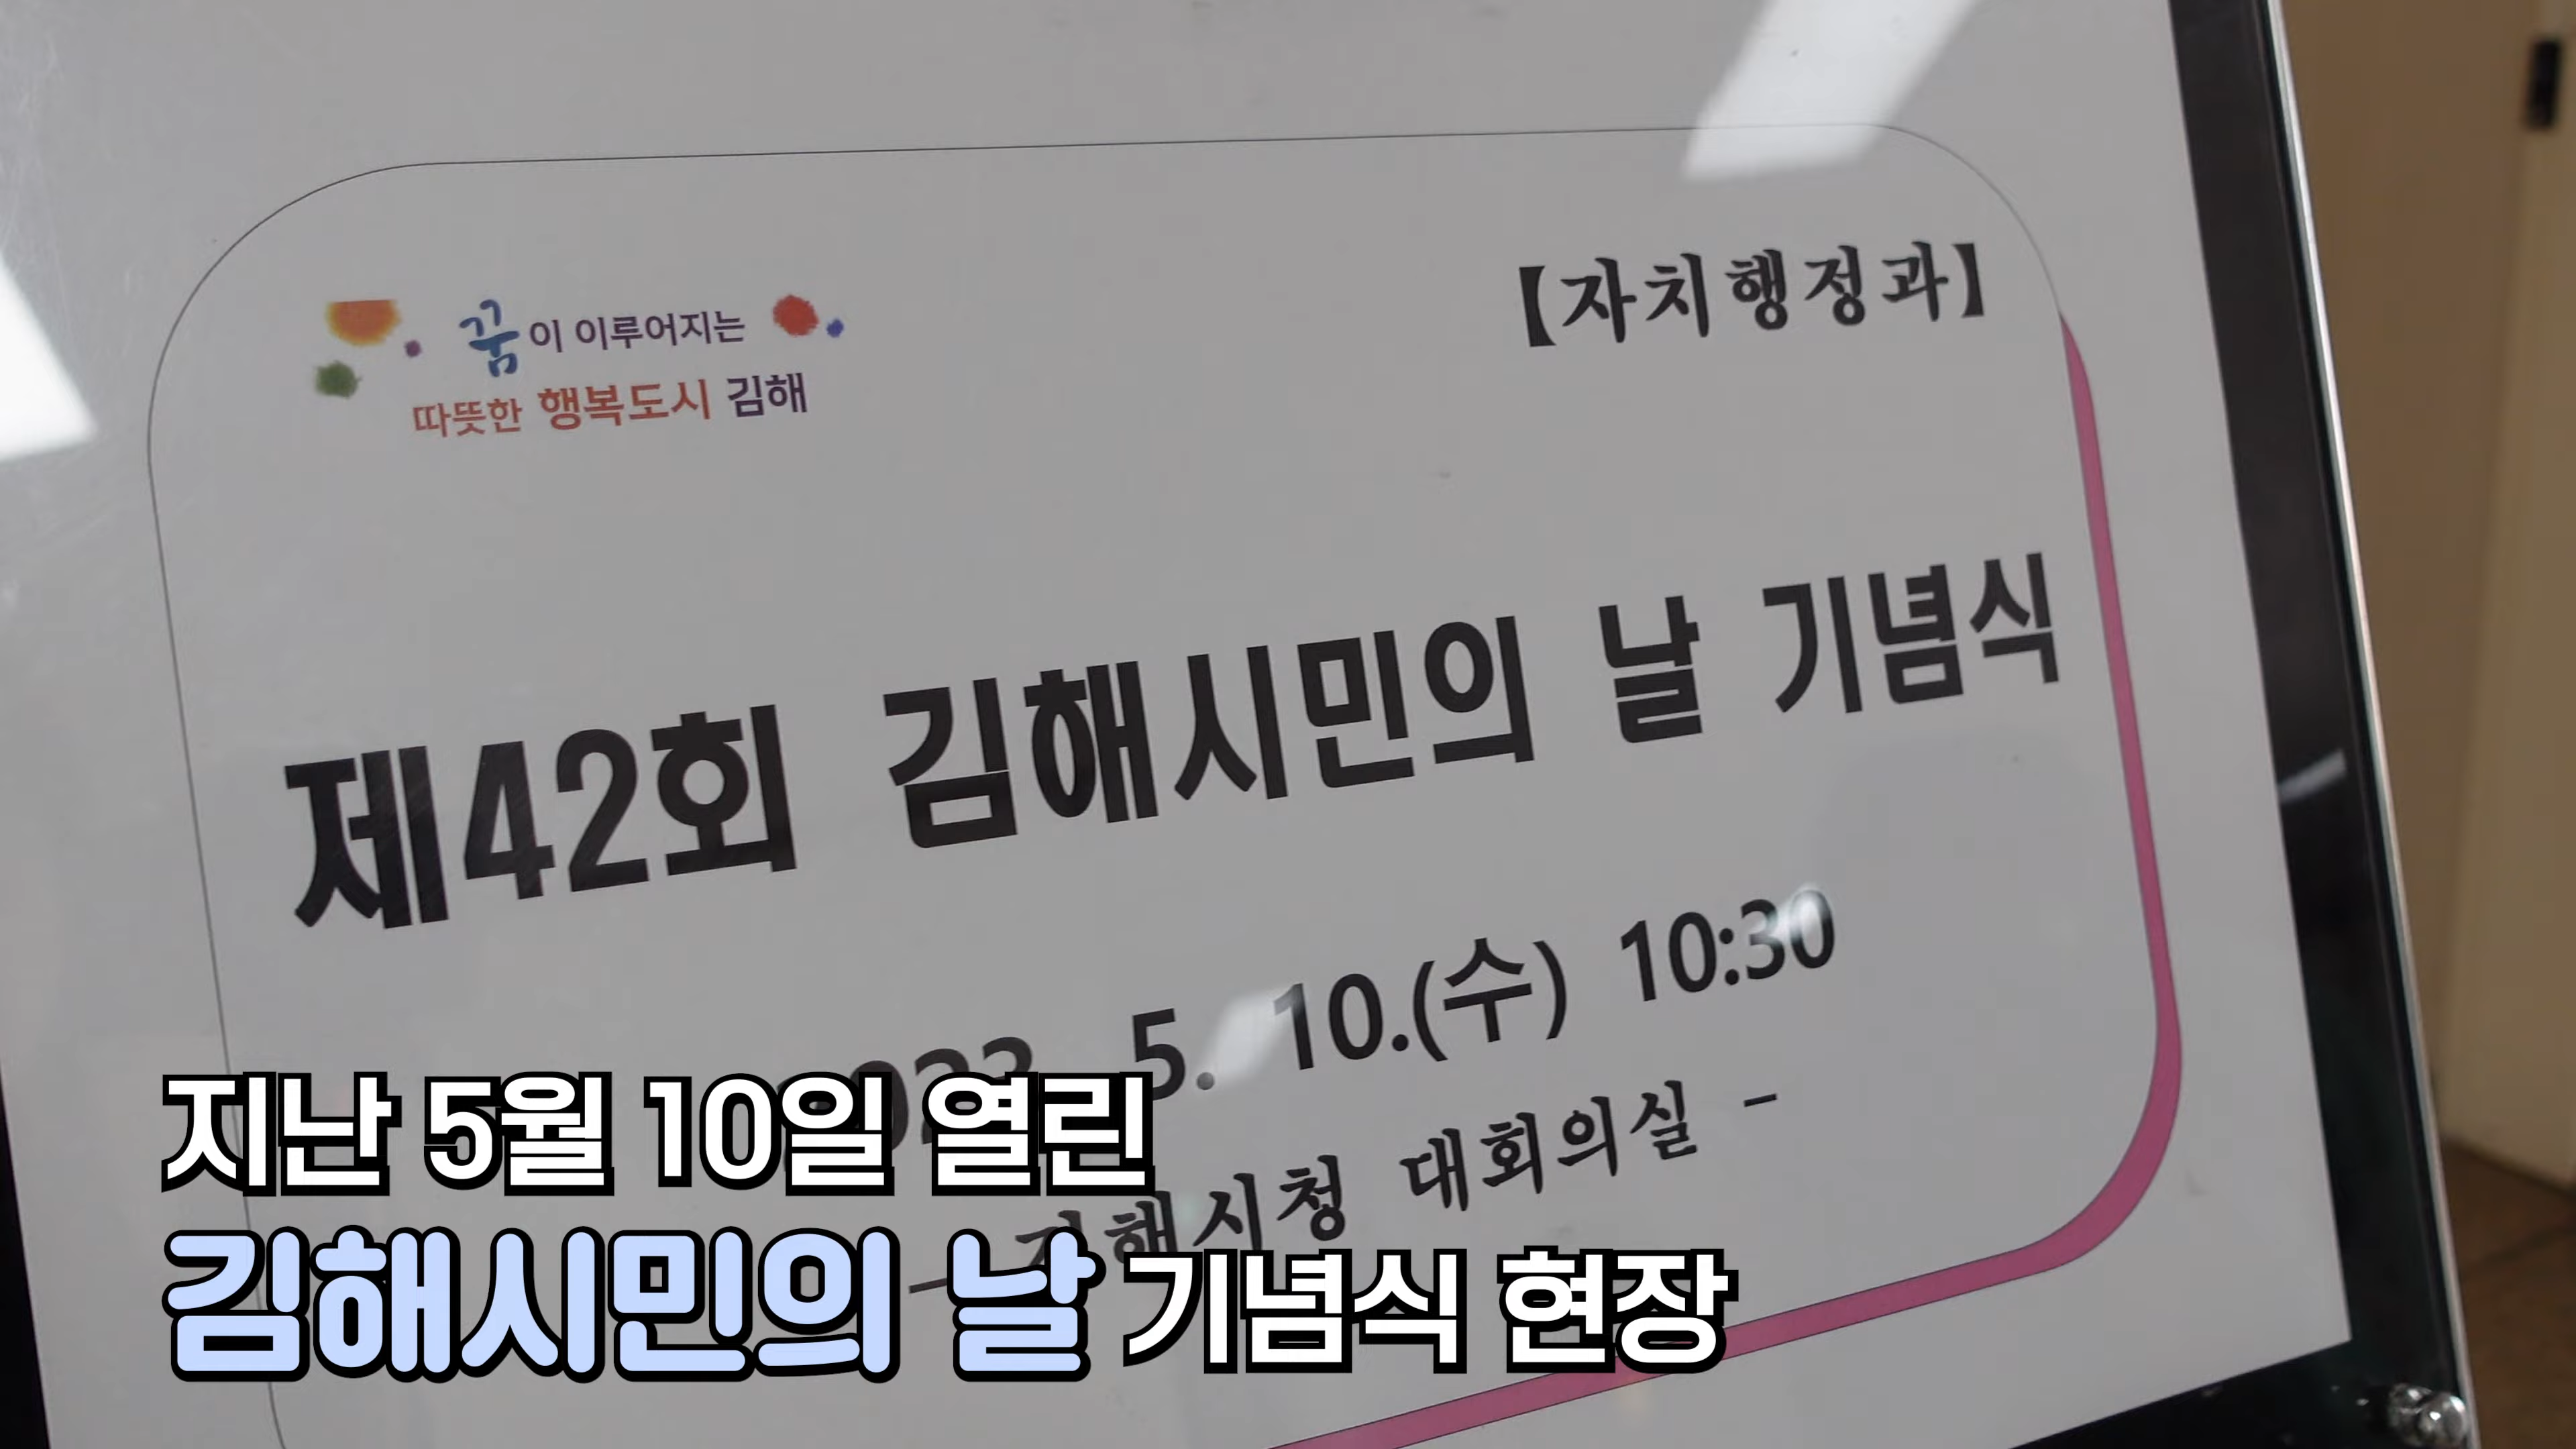 꿈이 이루어지는
따뜻한 행복도시 김해
【자치행정과】
제42회 김해시민의 날 기념식
5. 10.(수) 10:30
해시청 대회의실 -
지난 5월 10일 열린
김해시민의 날 기념식 현장